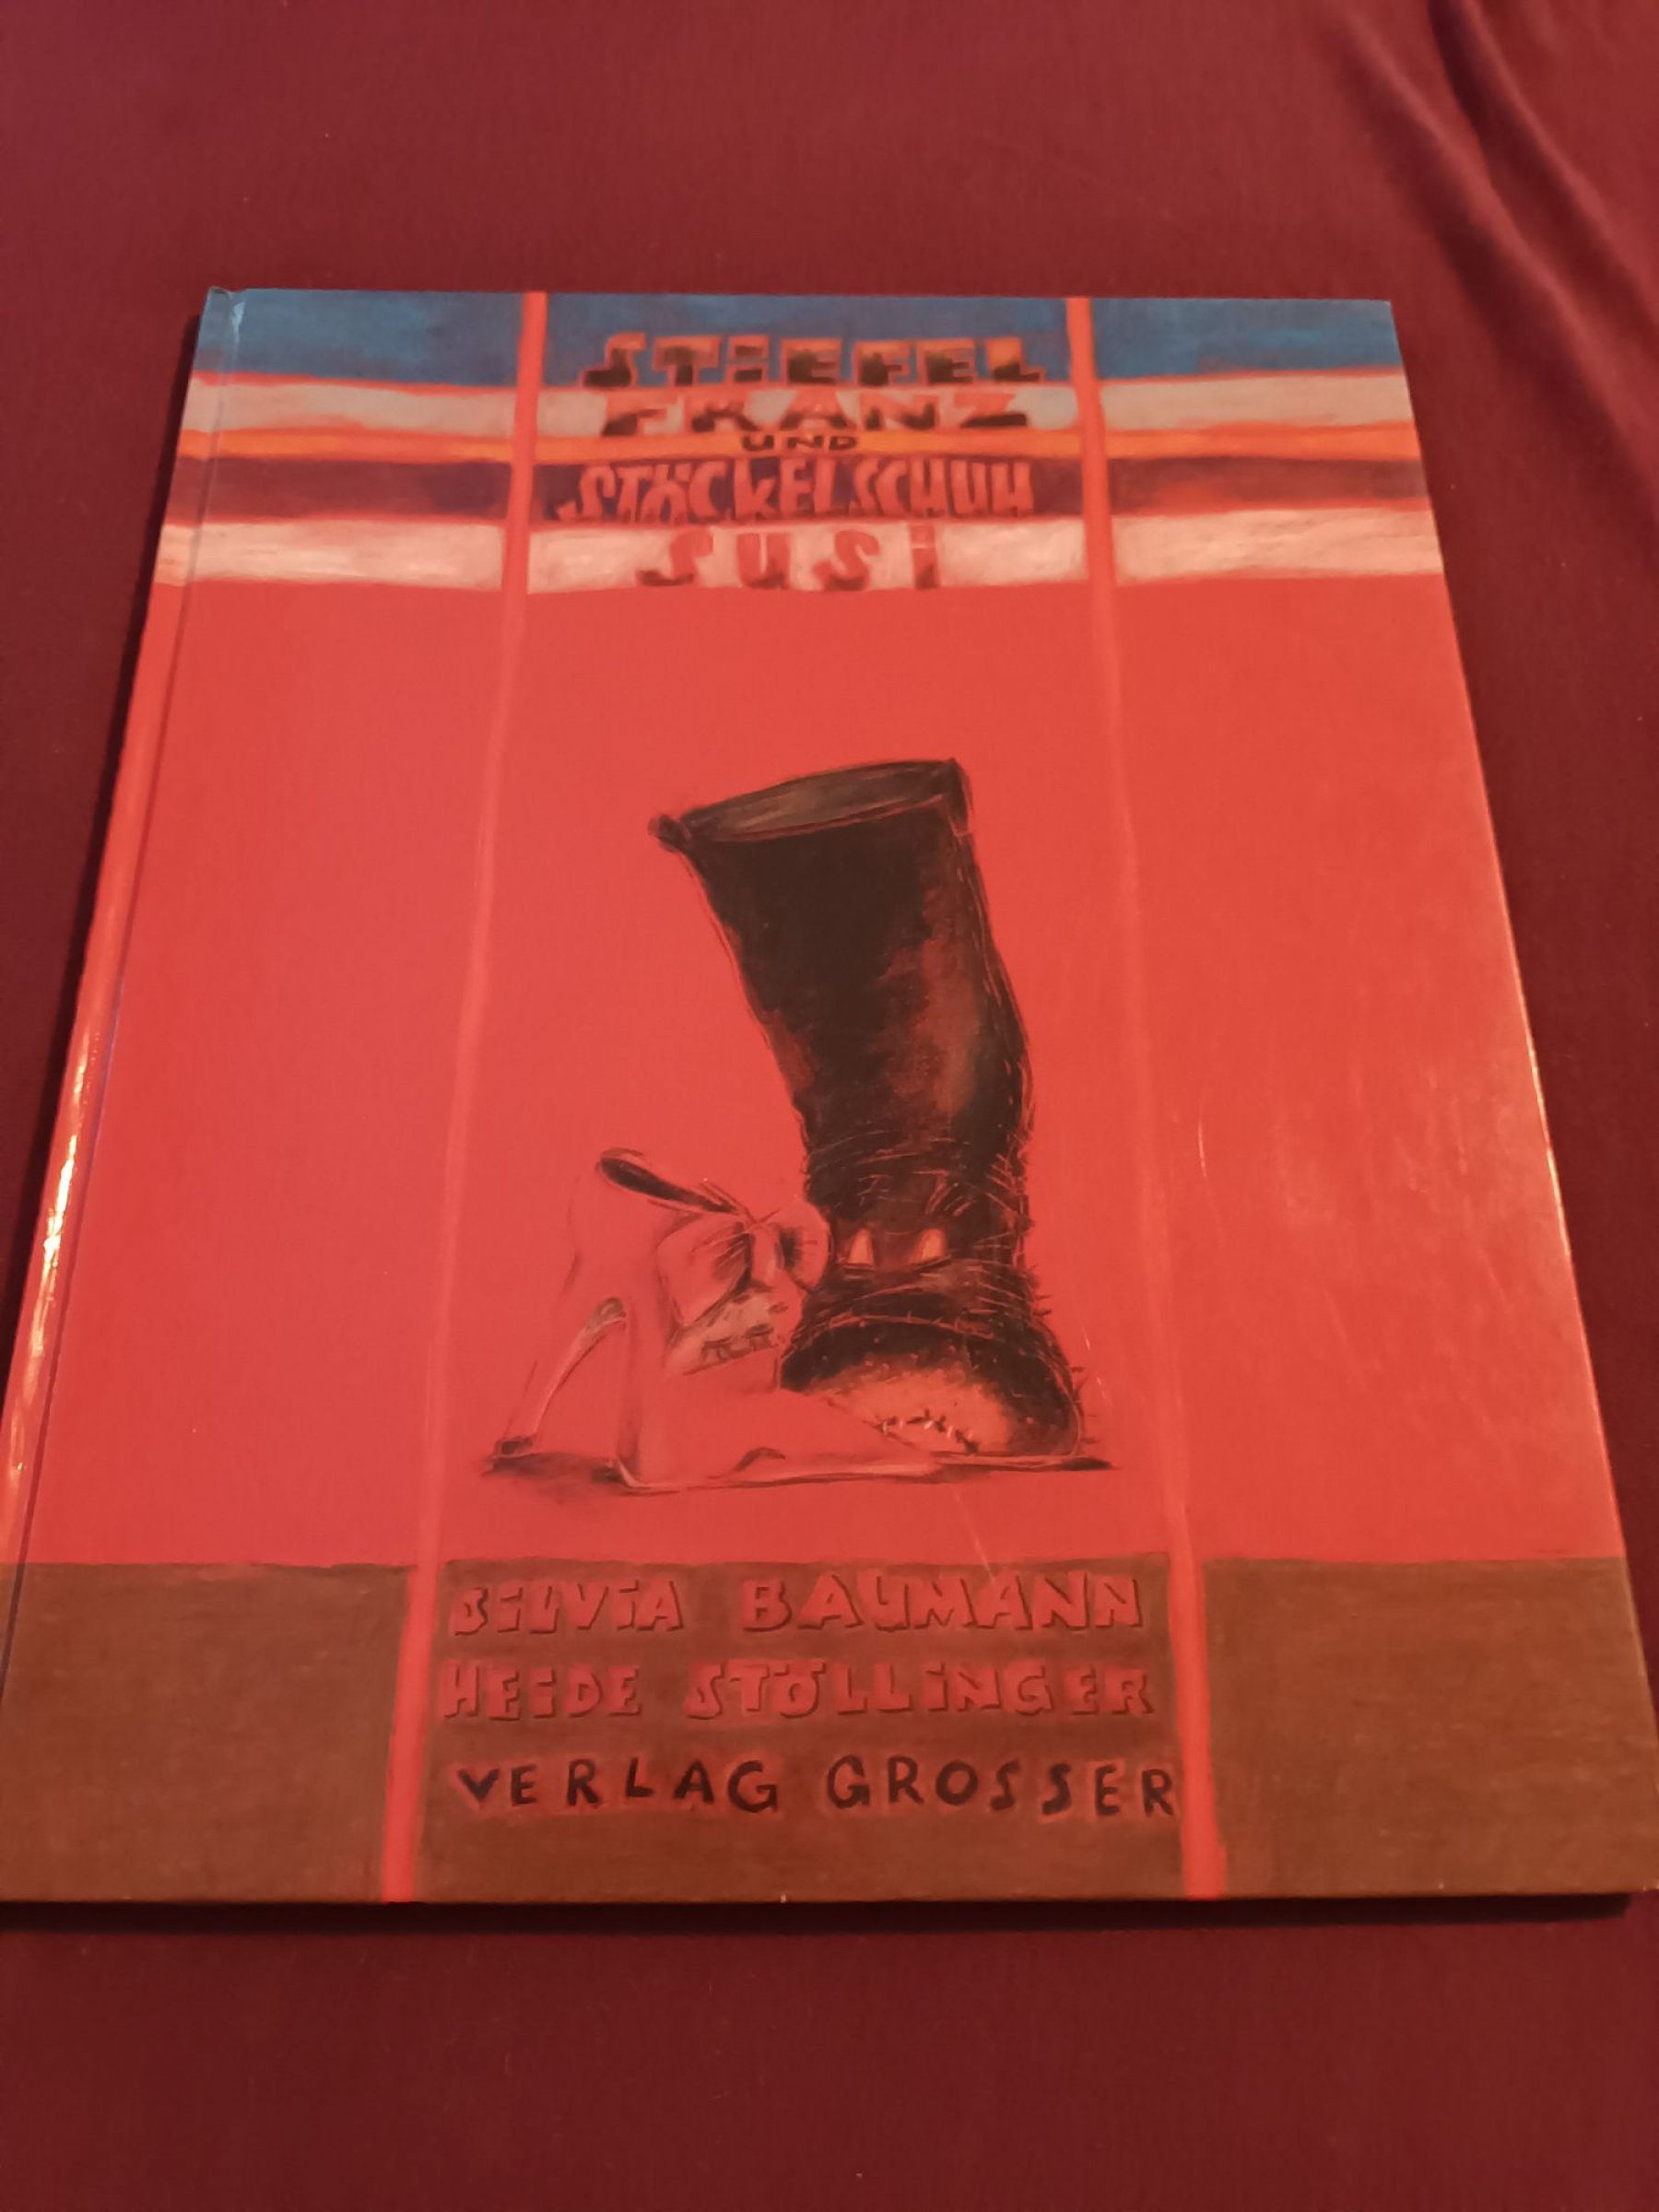 STiEFEL
FRANZ
UND
STÖCKELSCHUH
SUSi
SiLViA BAUMANN
HEiDE STÖLLiNGER
VERLAG GROSSER